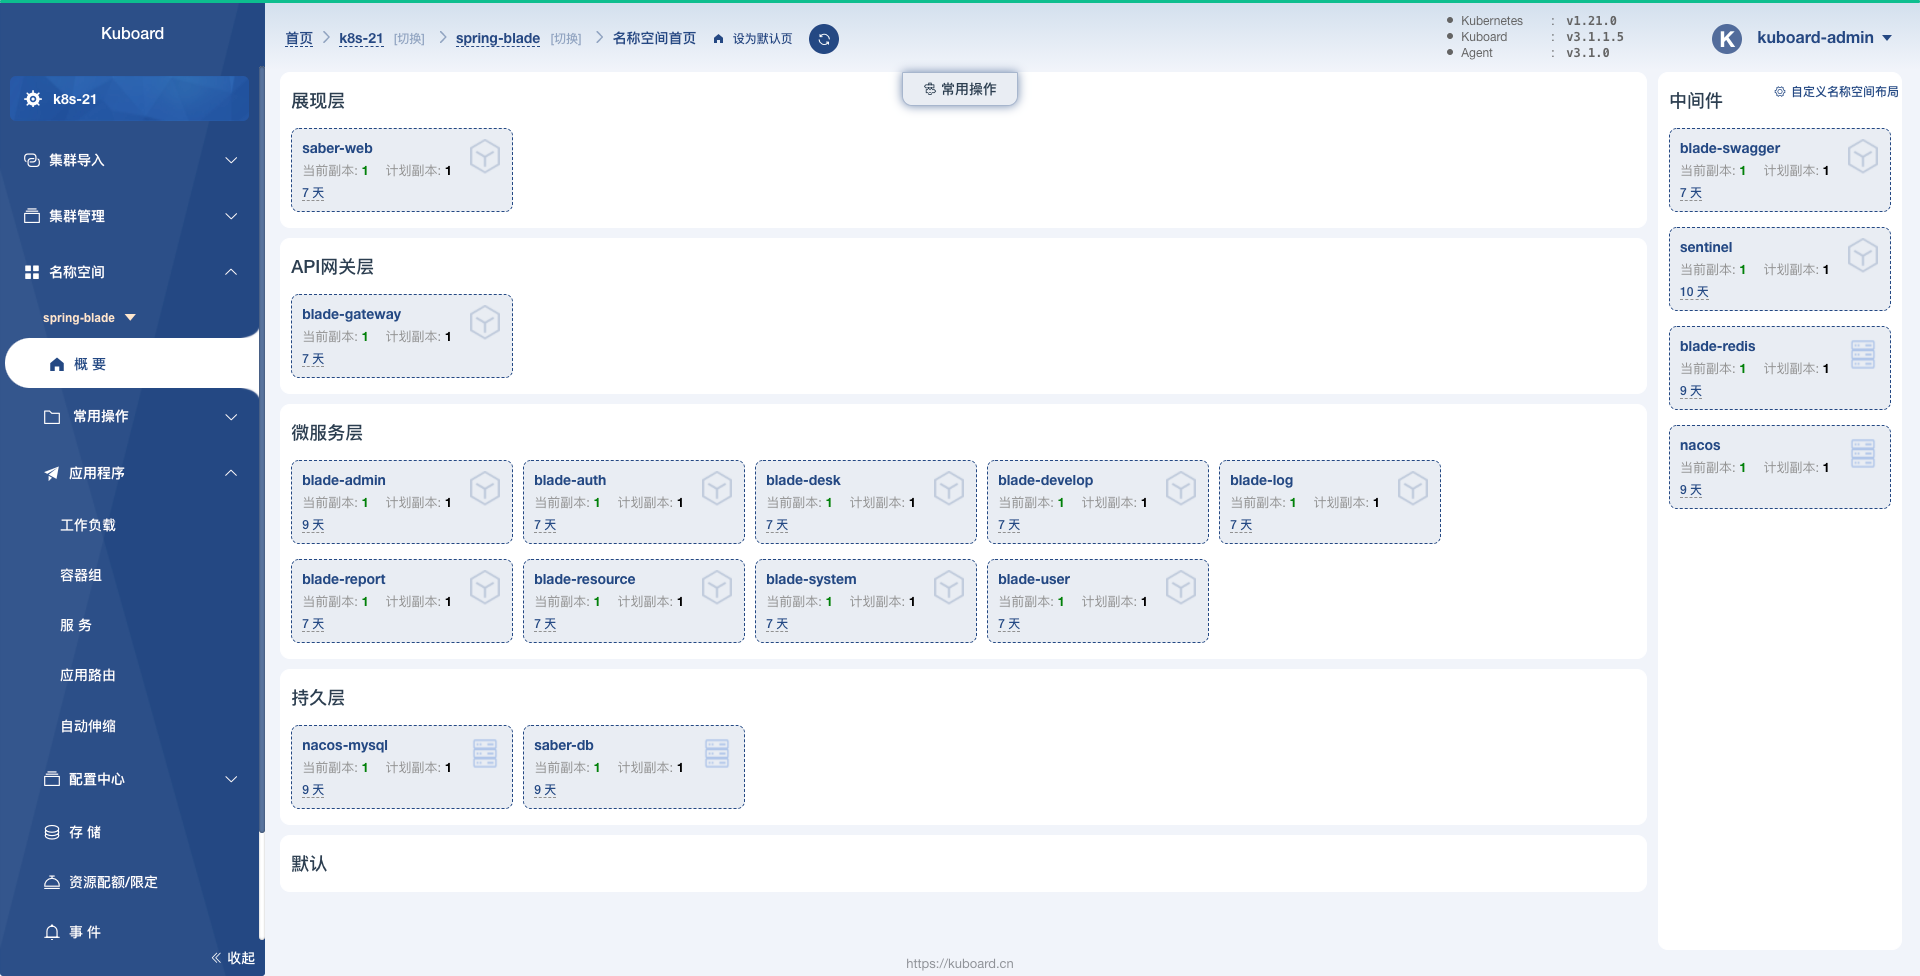 Kuboard
k8s-21
集群导入
集群管理
名称空间
spring-blade
概 要
常用操作
应用程序
工作负载
容器组
服 务
应用路由
自动伸缩
配置中心
存 储
资源配额/限定
事 件
收起
首页 k8s-21 [切换] spring-blade [切换] 名称空间首页 设为默认页
Kubernetes : v1.21.0
Kuboard : v3.1.1.5
Agent : v3.1.0
K kuboard-admin
常用操作
展现层
saber-web
当前副本: 1 计划副本: 1
7 天
API网关层
blade-gateway
当前副本: 1 计划副本: 1
7 天
微服务层
blade-admin
当前副本: 1 计划副本: 1
9 天
blade-auth
当前副本: 1 计划副本: 1
7 天
blade-desk
当前副本: 1 计划副本: 1
7 天
blade-develop
当前副本: 1 计划副本: 1
7 天
blade-log
当前副本: 1 计划副本: 1
7 天
blade-report
当前副本: 1 计划副本: 1
7 天
blade-resource
当前副本: 1 计划副本: 1
7 天
blade-system
当前副本: 1 计划副本: 1
7 天
blade-user
当前副本: 1 计划副本: 1
7 天
持久层
nacos-mysql
当前副本: 1 计划副本: 1
9 天
saber-db
当前副本: 1 计划副本: 1
9 天
默认
中间件
自定义名称空间布局
blade-swagger
当前副本: 1 计划副本: 1
7 天
sentinel
当前副本: 1 计划副本: 1
10 天
blade-redis
当前副本: 1 计划副本: 1
9 天
nacos
当前副本: 1 计划副本: 1
9 天
https://kuboard.cn